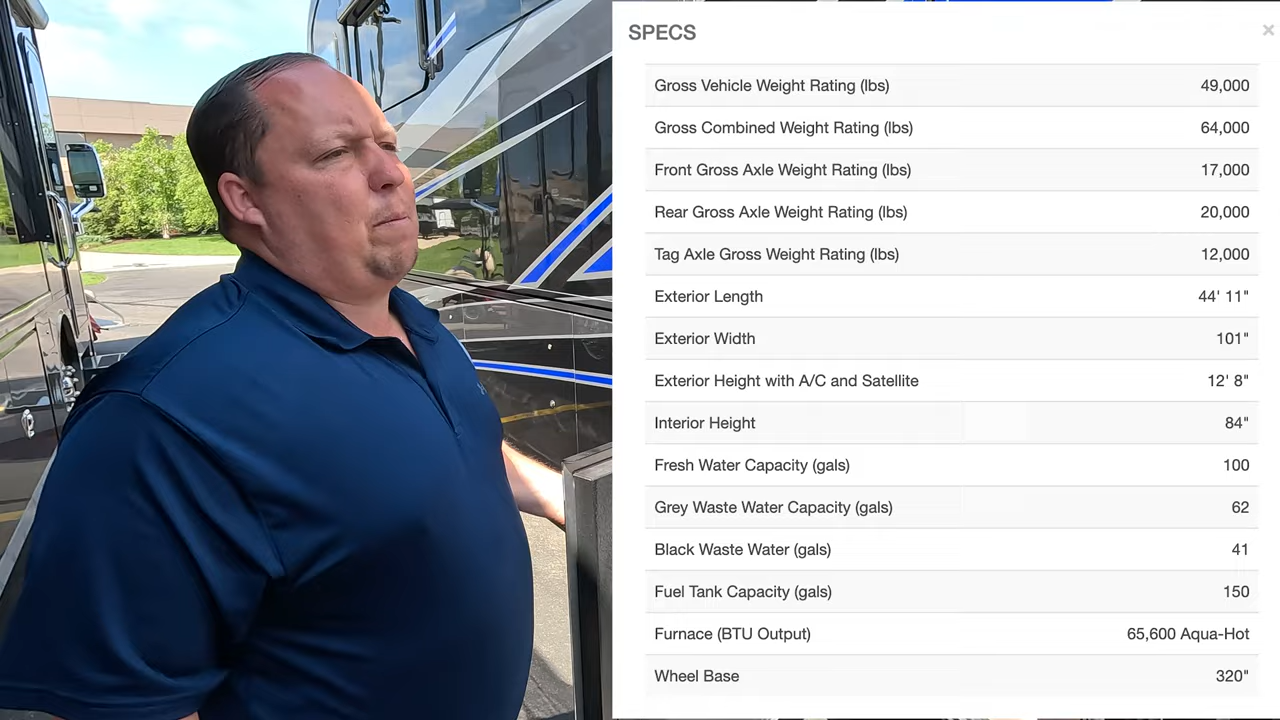 SPECS ×
Gross Vehicle Weight Rating (lbs) 49,000
Gross Combined Weight Rating (lbs) 64,000
Front Gross Axle Weight Rating (lbs) 17,000
Rear Gross Axle Weight Rating (lbs) 20,000
Tag Axle Gross Weight Rating (lbs) 12,000
Exterior Length 44' 11"
Exterior Width 101"
Exterior Height with A/C and Satellite 12' 8"
Interior Height 84"
Fresh Water Capacity (gals) 100
Grey Waste Water Capacity (gals) 62
Black Waste Water (gals) 41
Fuel Tank Capacity (gals) 150
Furnace (BTU Output) 65,600 Aqua-Hot
Wheel Base 320"